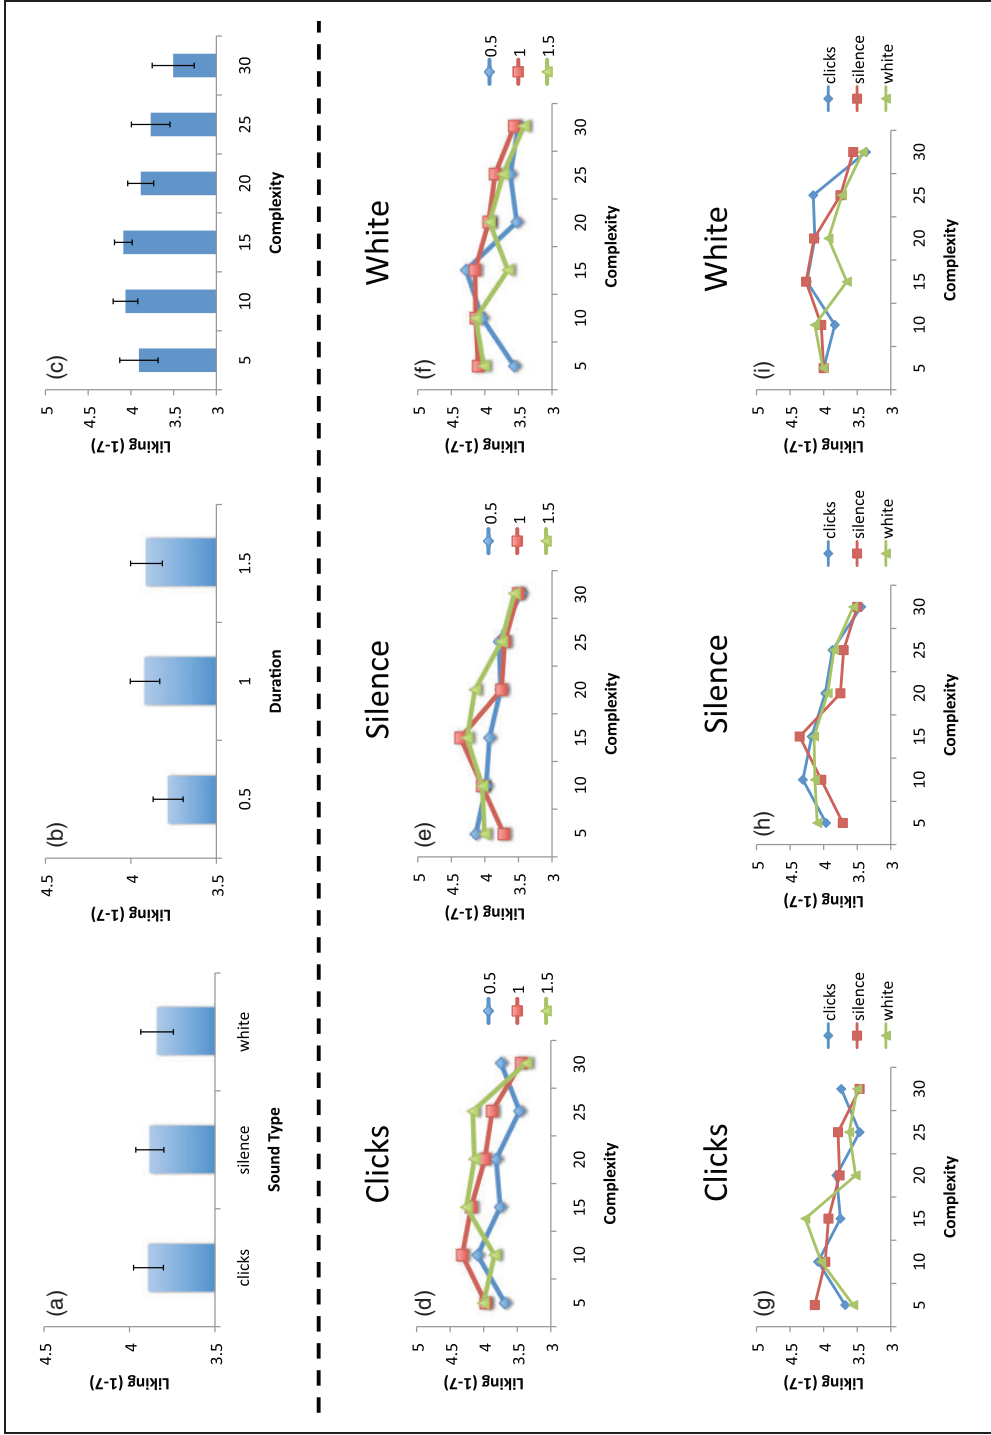 (a)
4.5
4
3.5
Liking (1-7)
clicks
silence
white
Sound Type
(b)
4.5
4
3.5
Liking (1-7)
0.5
1
1.5
Duration
(c)
5
4.5
4
3.5
3
Liking (1-7)
5
10
15
20
25
30
Complexity
Clicks
(d)
5
4.5
4
3.5
3
Liking (1-7)
5
10
15
20
25
30
Complexity
0.5
1
1.5
Silence
(e)
5
4.5
4
3.5
3
Liking (1-7)
5
10
15
20
25
30
Complexity
0.5
1
1.5
White
(f)
5
4.5
4
3.5
3
Liking (1-7)
5
10
15
20
25
30
Complexity
0.5
1
1.5
Clicks
(g)
5
4.5
4
3.5
3
Liking (1-7)
5
10
15
20
25
30
Complexity
clicks
silence
white
Silence
(h)
5
4.5
4
3.5
3
Liking (1-7)
5
10
15
20
25
30
Complexity
clicks
silence
white
White
(i)
5
4.5
4
3.5
3
Liking (1-7)
5
10
15
20
25
30
Complexity
clicks
silence
white